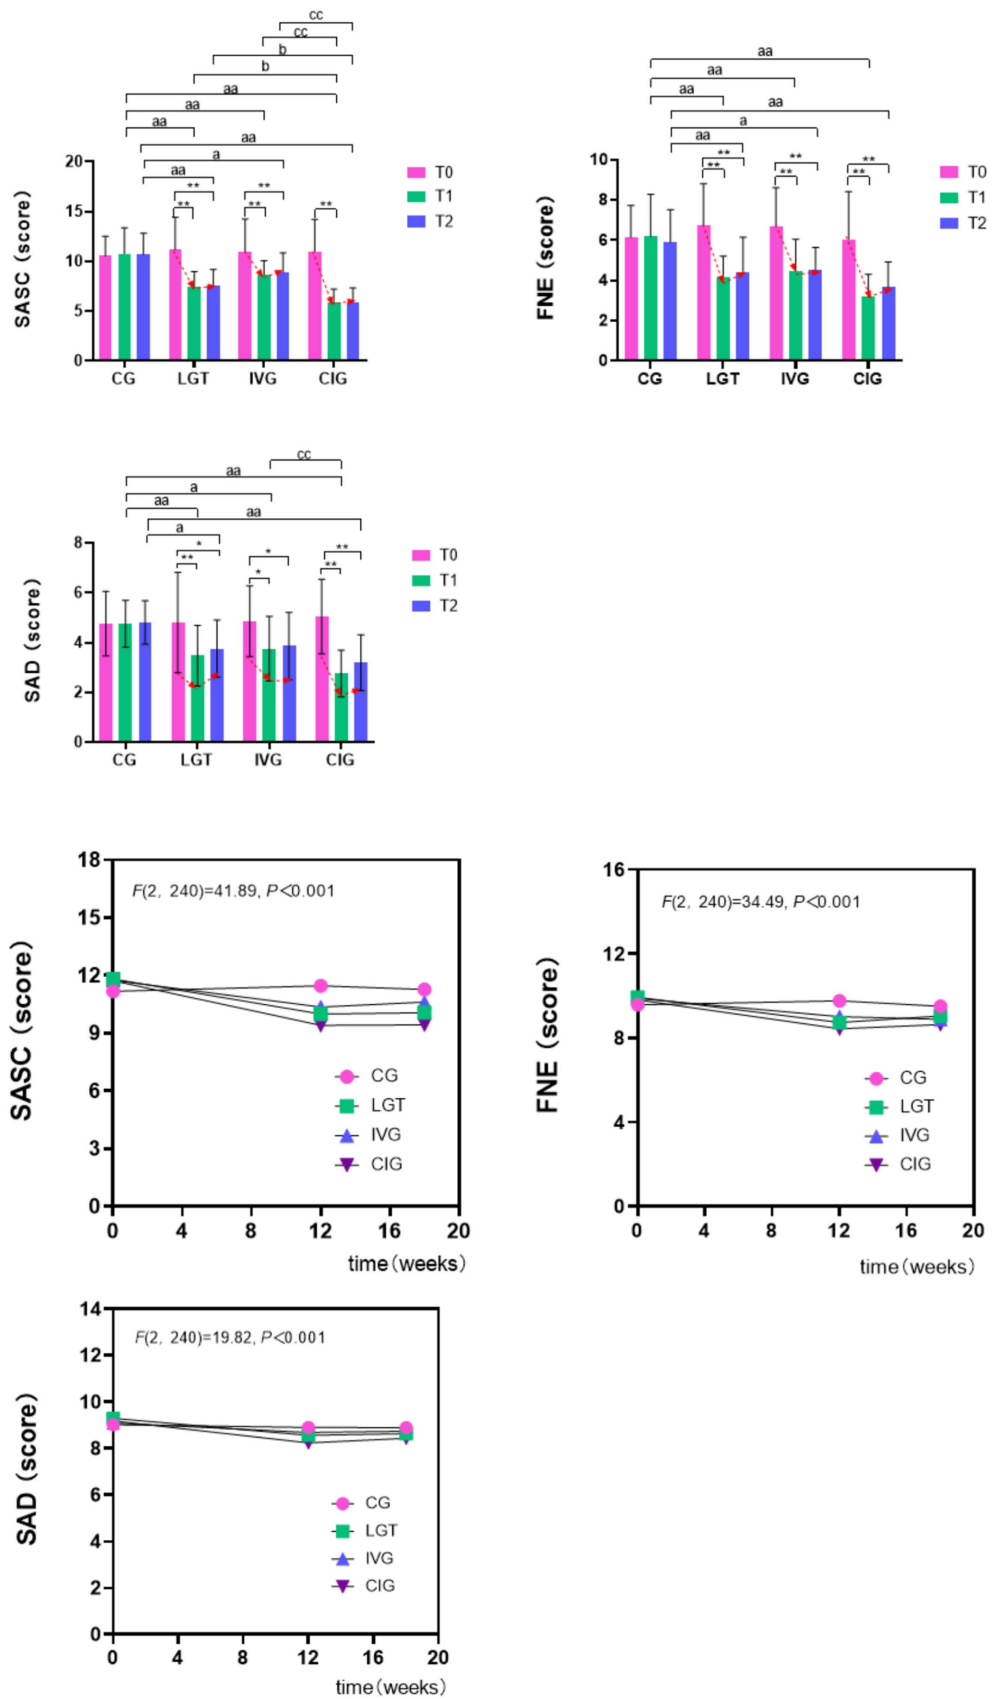 cc
cc
b
b
aa
aa
aa
aa
a
aa
** **
** ** **
SASC (score)
20
15
10
5
0
CG LGT IVG CIG
T0
T1
T2
aa
aa
aa
aa
a
aa
** ** **
** ** **
FNE (score)
10
8
6
4
2
0
CG LGT IVG CIG
T0
T1
T2
cc
aa
a
aa
aa
a
* * **
** * **
SAD (score)
8
6
4
2
0
CG LGT IVG CIG
T0
T1
T2
SASC (score)
18
15
12
9
6
3
0
F(2, 240)=41.89, P<0.001
CG
LGT
IVG
CIG
0 4 8 12 16 20
time(weeks)
FNE (score)
16
12
8
4
0
F(2, 240)=34.49, P<0.001
CG
LGT
IVG
CIG
0 4 8 12 16 20
time(weeks)
SAD (score)
14
12
10
8
6
4
2
0
F(2, 240)=19.82, P<0.001
CG
LGT
IVG
CIG
0 4 8 12 16 20
time(weeks)